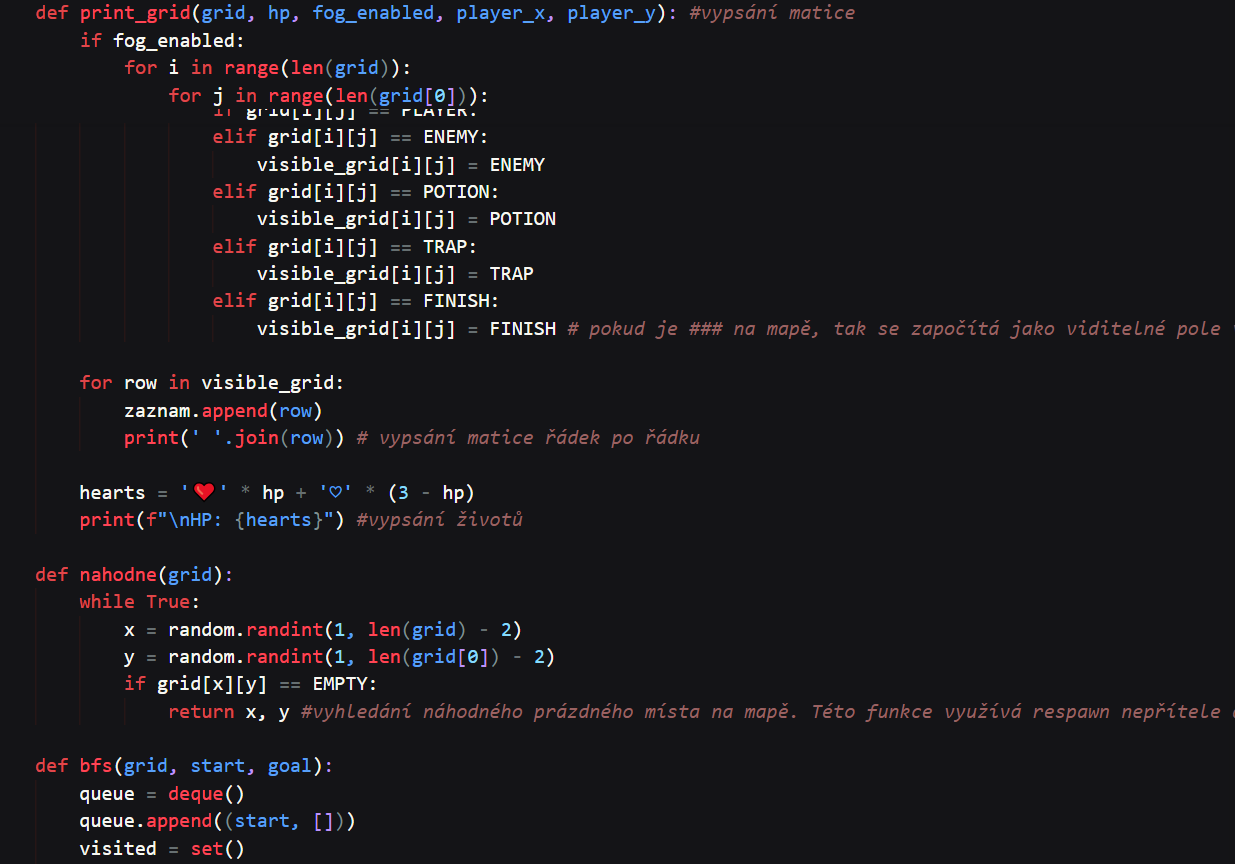 def print_grid(grid, hp, fog_enabled, player_x, player_y): #vypsání matice
    if fog_enabled:
        for i in range(len(grid)):
            for j in range(len(grid[0])):
                if grid[i][j] == PLAYER:
                elif grid[i][j] == ENEMY:
                    visible_grid[i][j] = ENEMY
                elif grid[i][j] == POTION:
                    visible_grid[i][j] = POTION
                elif grid[i][j] == TRAP:
                    visible_grid[i][j] = TRAP
                elif grid[i][j] == FINISH:
                    visible_grid[i][j] = FINISH # pokud je ### na mapě, tak se započítá jako viditelné pole
    for row in visible_grid:
        zaznam.append(row)
        print(' '.join(row)) # vypsání matice řádek po řádku
    hearts = '❤️' * hp + '♡' * (3 - hp)
    print(f"\nHP: {hearts}") #vypsání životů
def nahodne(grid):
    while True:
        x = random.randint(1, len(grid) - 2)
        y = random.randint(1, len(grid[0]) - 2)
        if grid[x][y] == EMPTY:
            return x, y #vyhledání náhodného prázdného místa na mapě. Této funkce využívá respawn nepřítele
def bfs(grid, start, goal):
    queue = deque()
    queue.append((start, []))
    visited = set()